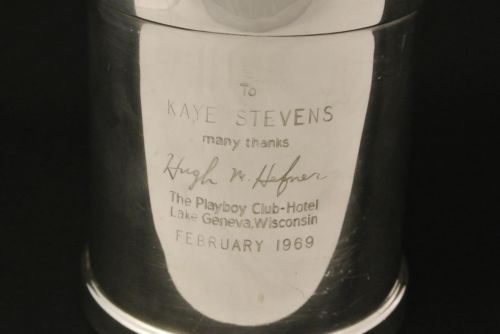 To
KAYE STEVENS
many thanks
Hugh M. Hefner
The Playboy Club-Hotel
Lake Geneva, Wisconsin
FEBRUARY 1969